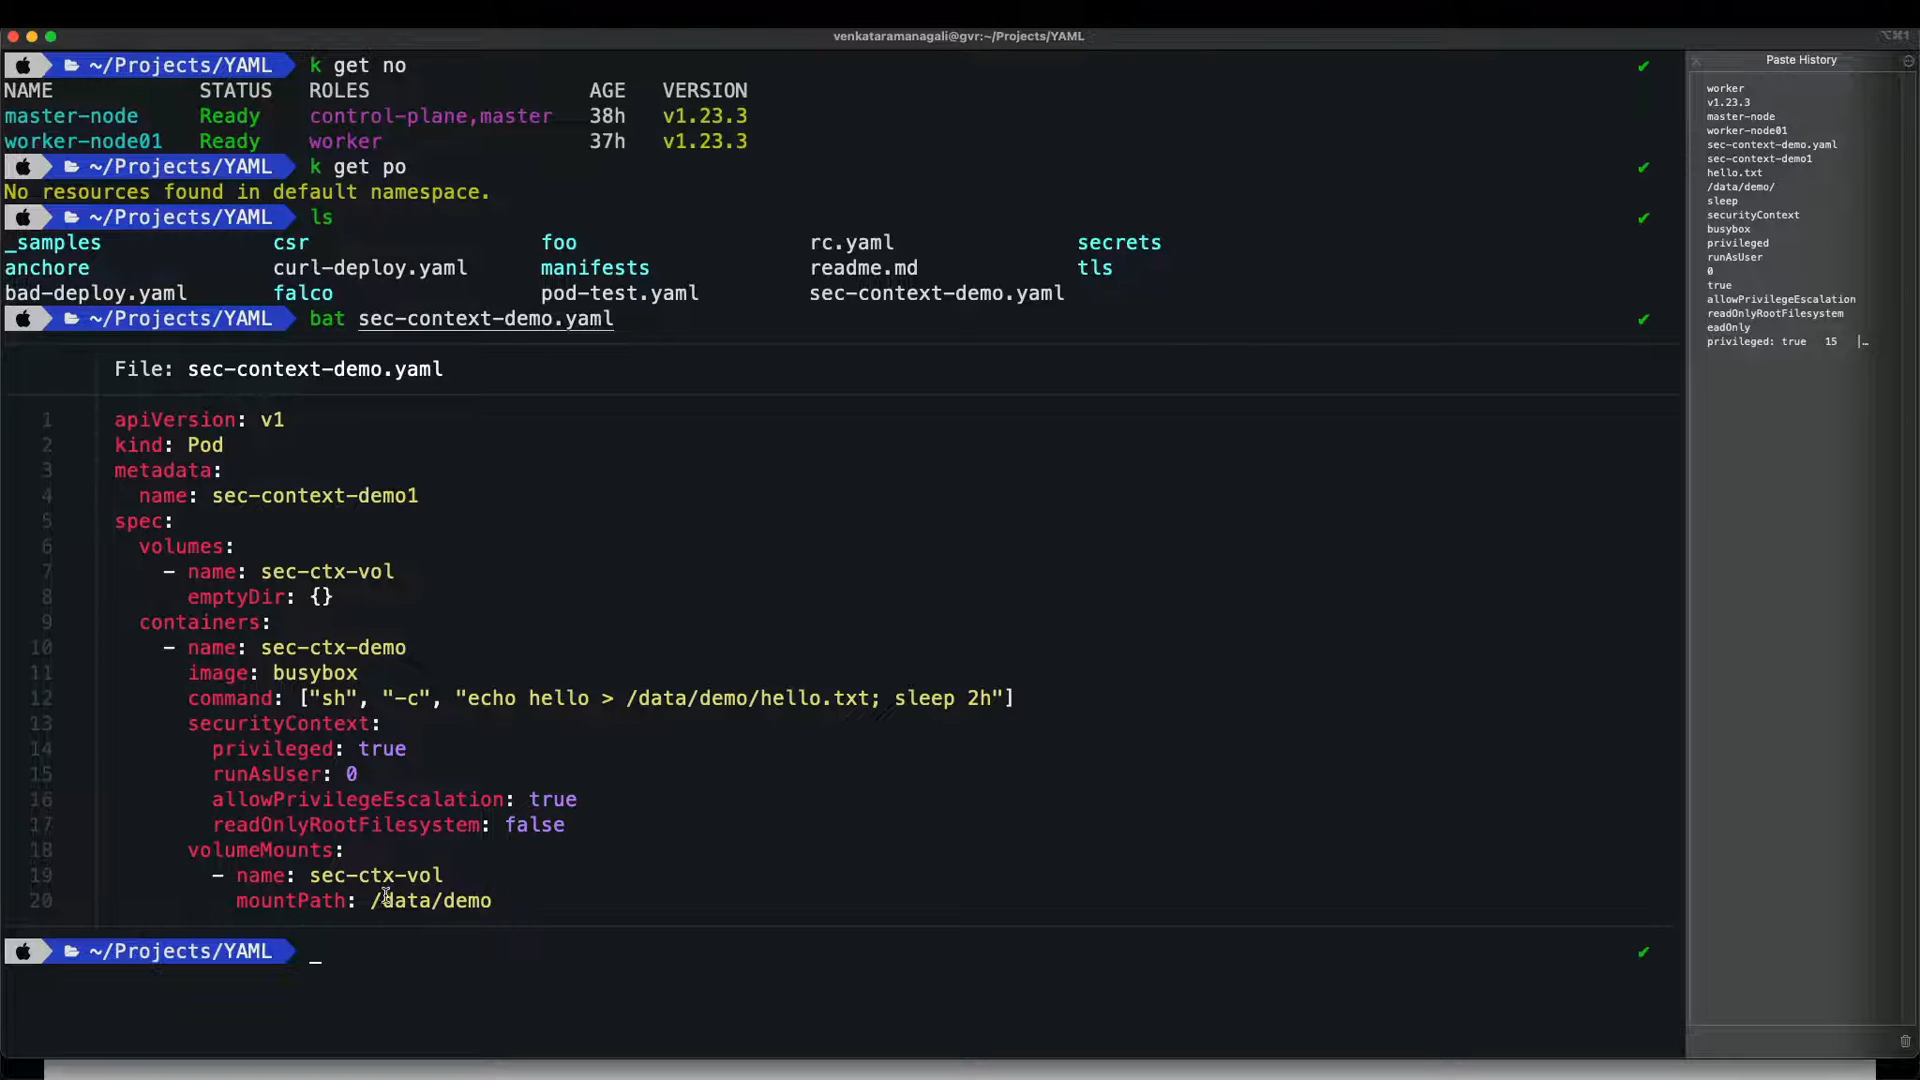 venkataramanagali@gvr:~/Projects/YAML
⌥⌘1
~/Projects/YAML k get no ✔
NAME STATUS ROLES AGE VERSION
master-node Ready control-plane,master 38h v1.23.3
worker-node01 Ready worker 37h v1.23.3
~/Projects/YAML k get po ✔
No resources found in default namespace.
~/Projects/YAML ls ✔
_samples csr foo rc.yaml secrets
anchore curl-deploy.yaml manifests readme.md tls
bad-deploy.yaml falco pod-test.yaml sec-context-demo.yaml
~/Projects/YAML bat sec-context-demo.yaml ✔
File: sec-context-demo.yaml
1 apiVersion: v1
2 kind: Pod
3 metadata:
4 name: sec-context-demo1
5 spec:
6 volumes:
7 - name: sec-ctx-vol
8 emptyDir: {}
9 containers:
10 - name: sec-ctx-demo
11 image: busybox
12 command: ["sh", "-c", "echo hello > /data/demo/hello.txt; sleep 2h"]
13 securityContext:
14 privileged: true
15 runAsUser: 0
16 allowPrivilegeEscalation: true
17 readOnlyRootFilesystem: false
18 volumeMounts:
19 - name: sec-ctx-vol
20 mountPath: /data/demo
~/Projects/YAML _ ✔
Paste History
worker
v1.23.3
master-node
worker-node01
sec-context-demo.yaml
sec-context-demo1
hello.txt
/data/demo/
sleep
securityContext
busybox
privileged
runAsUser
0
true
allowPrivilegeEscalation
readOnlyRootFilesystem
eadOnly
privileged: true 15 |…